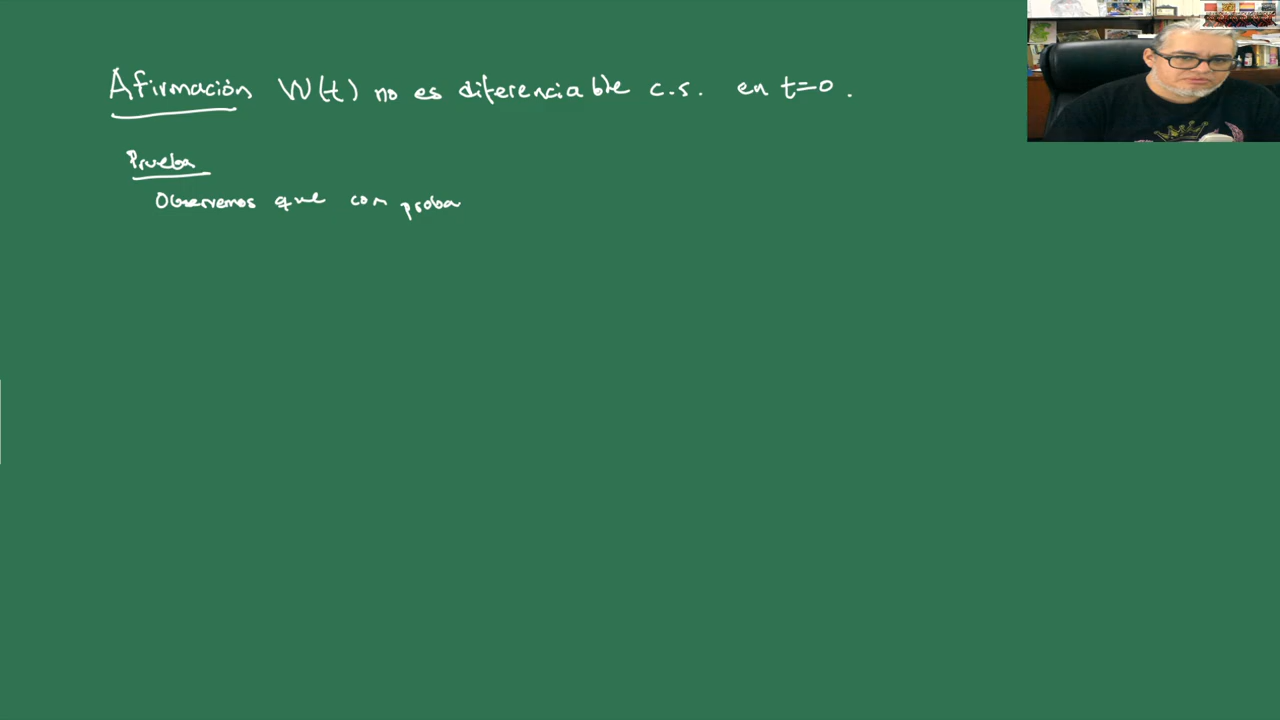 Afirmación W(t) no es diferenciable c.s. en t=0.
Prueba
Observemos que con proba